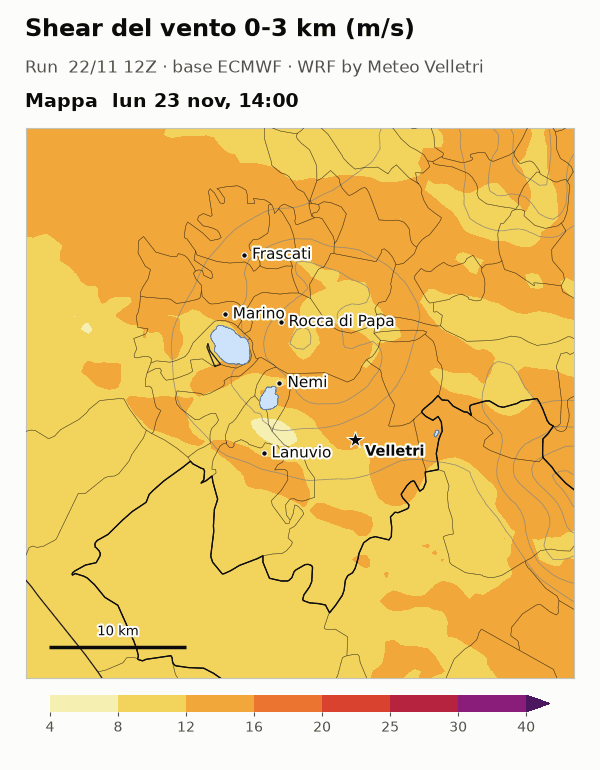 Shear del vento 0-3 km (m/s)
Run  22/11 12Z · base ECMWF · WRF by Meteo Velletri
Mappa  lun 23 nov, 14:00
Frascati
Marino
Rocca di Papa
Nemi
Velletri
Lanuvio
10 km
4 8 12 16 20 25 30 40